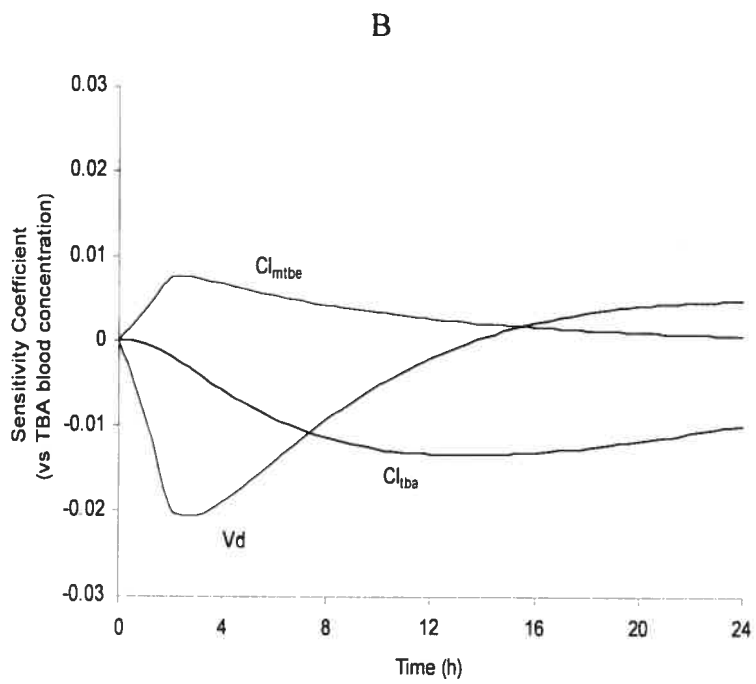 B
0.03
0.02
0.01
0
-0.01
-0.02
-0.03
Sensitivity Coefficient
(vs TBA blood concentration)
Cl_mtbe
Cl_tba
Vd
0 4 8 12 16 20 24
Time (h)